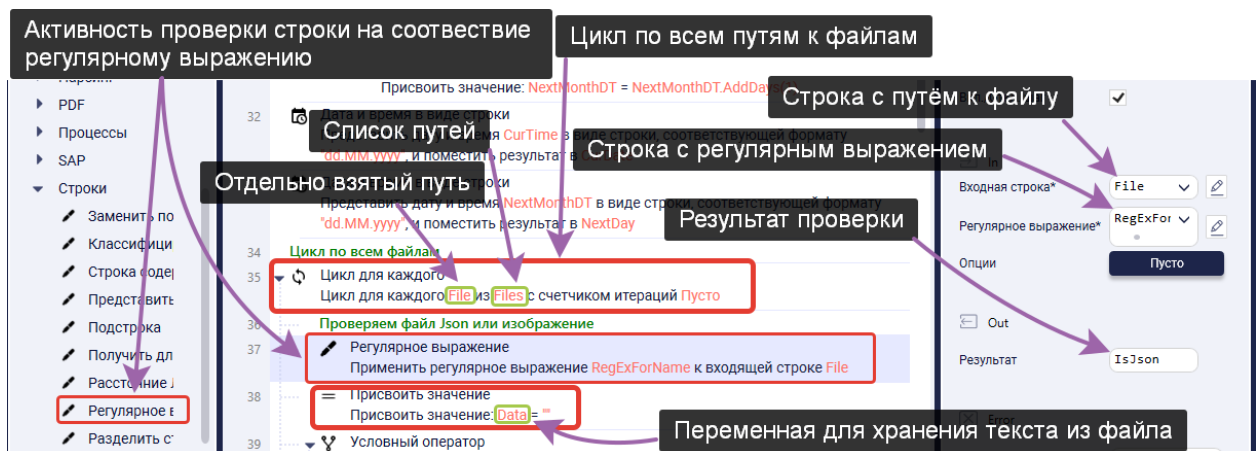 Активность проверки строки на соотвествие
регулярному выражению
Цикл по всем путям к файлам
PDF
Процессы
SAP
Строки
Заменить по
Классифици
Строка
Представить
Подстрока
Получить дл
Расстояние
Регулярное в
Разделить
Присвоить значение: NextMonthDT = NextMonthDT.AddDays
32 Дата и время в виде строки
CurTime в виде строки, соответствующей формату
"dd.MM.yyyy", и поместить результат в
Список путей
Отдельно взятый путь
Представить дату и время NextMonthDT в виде строки, соответствующей формату
"dd.MM.yyyy", и поместить результат в NextDay
34 Цикл по всем файлам
35 Цикл для каждого
Цикл для каждого File из Files с счетчиком итераций Пусто
36 Проверяем файл Json или изображение
37 Регулярное выражение
Применить регулярное выражение RegExForName к входящей строке File
38 Присвоить значение
Присвоить значение: Data = ""
39 Условный оператор
Переменная для хранения текста из файла
Строка с путём к файлу
Строка с регулярным выражением
In
Входная строка* File
Результат проверки
Регулярное выражение* RegExFor
Опции Пусто
Out
Результат IsJson
Error